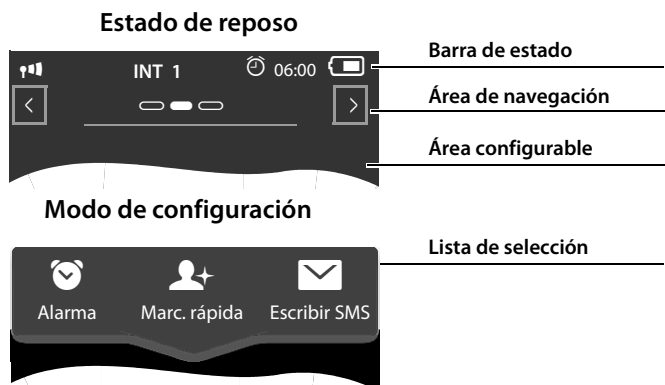 Estado de reposo
INT 1 06:00
Barra de estado
Área de navegación
Área configurable
Modo de configuración
Lista de selección
Alarma Marc. rápida Escribir SMS